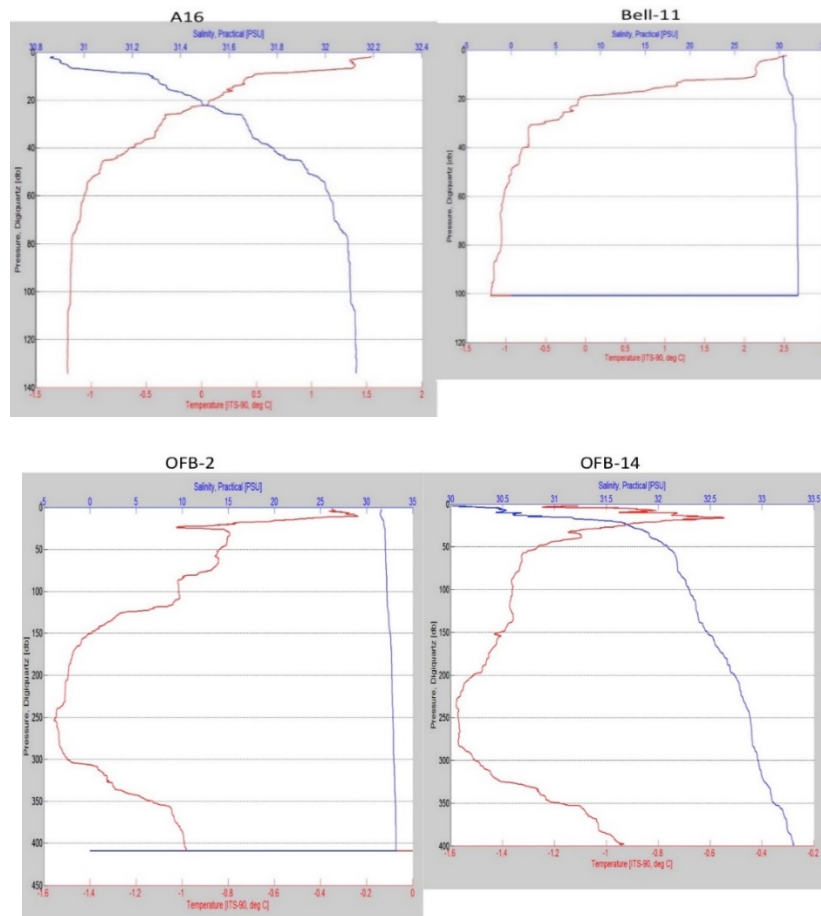 A16
Salinity, Practical [PSU]
30.8 31 31.2 31.4 31.6 31.8 32 32.2 32.4
0
20
40
60
80
100
120
140
Pressure, Digiquartz [db]
-1.5 -1 -0.5 0 0.5 1 1.5 2
Temperature [ITS-90, deg C]
Bell-11
Salinity, Practical [PSU]
-5 0 5 10 15 20 25 30
0
20
40
60
80
100
120
Pressure, Digiquartz [db]
-1.5 -1 -0.5 0 0.5 1 1.5 2 2.5
Temperature [ITS-90, deg C]
OFB-2
Salinity, Practical [PSU]
-5 0 5 10 15 20 25 30 35
0
50
100
150
200
250
300
350
400
450
Pressure, Digiquartz [db]
-1.6 -1.4 -1.2 -1 -0.8 -0.6 -0.4 -0.2 0
Temperature [ITS-90, deg C]
OFB-14
Salinity, Practical [PSU]
30 30.5 31 31.5 32 32.5 33 33.5
0
50
100
150
200
250
300
350
400
Pressure, Digiquartz [db]
-1.6 -1.4 -1.2 -1 -0.8 -0.6 -0.4 -0.2
Temperature [ITS-90, deg C]